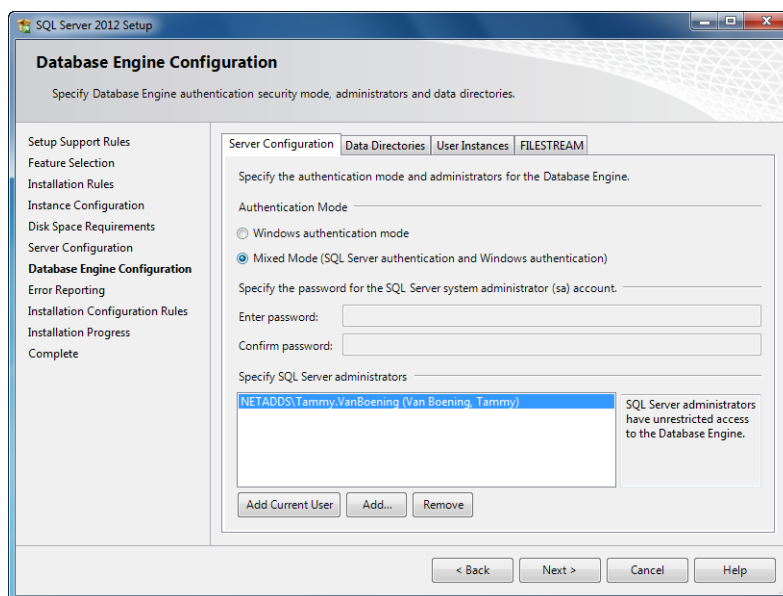 SQL Server 2012 Setup
Database Engine Configuration
Specify Database Engine authentication security mode, administrators and data directories.
Setup Support Rules
Feature Selection
Installation Rules
Instance Configuration
Disk Space Requirements
Server Configuration
Database Engine Configuration
Error Reporting
Installation Configuration Rules
Installation Progress
Complete
Server Configuration Data Directories User Instances FILESTREAM
Specify the authentication mode and administrators for the Database Engine.
Authentication Mode
Windows authentication mode
Mixed Mode (SQL Server authentication and Windows authentication)
Specify the password for the SQL Server system administrator (sa) account.
Enter password:
Confirm password:
Specify SQL Server administrators
NETADDS\Tammy.VanBoening (Van Boening, Tammy)
SQL Server administrators
have unrestricted access
to the Database Engine.
Add Current User Add... Remove
< Back Next > Cancel Help